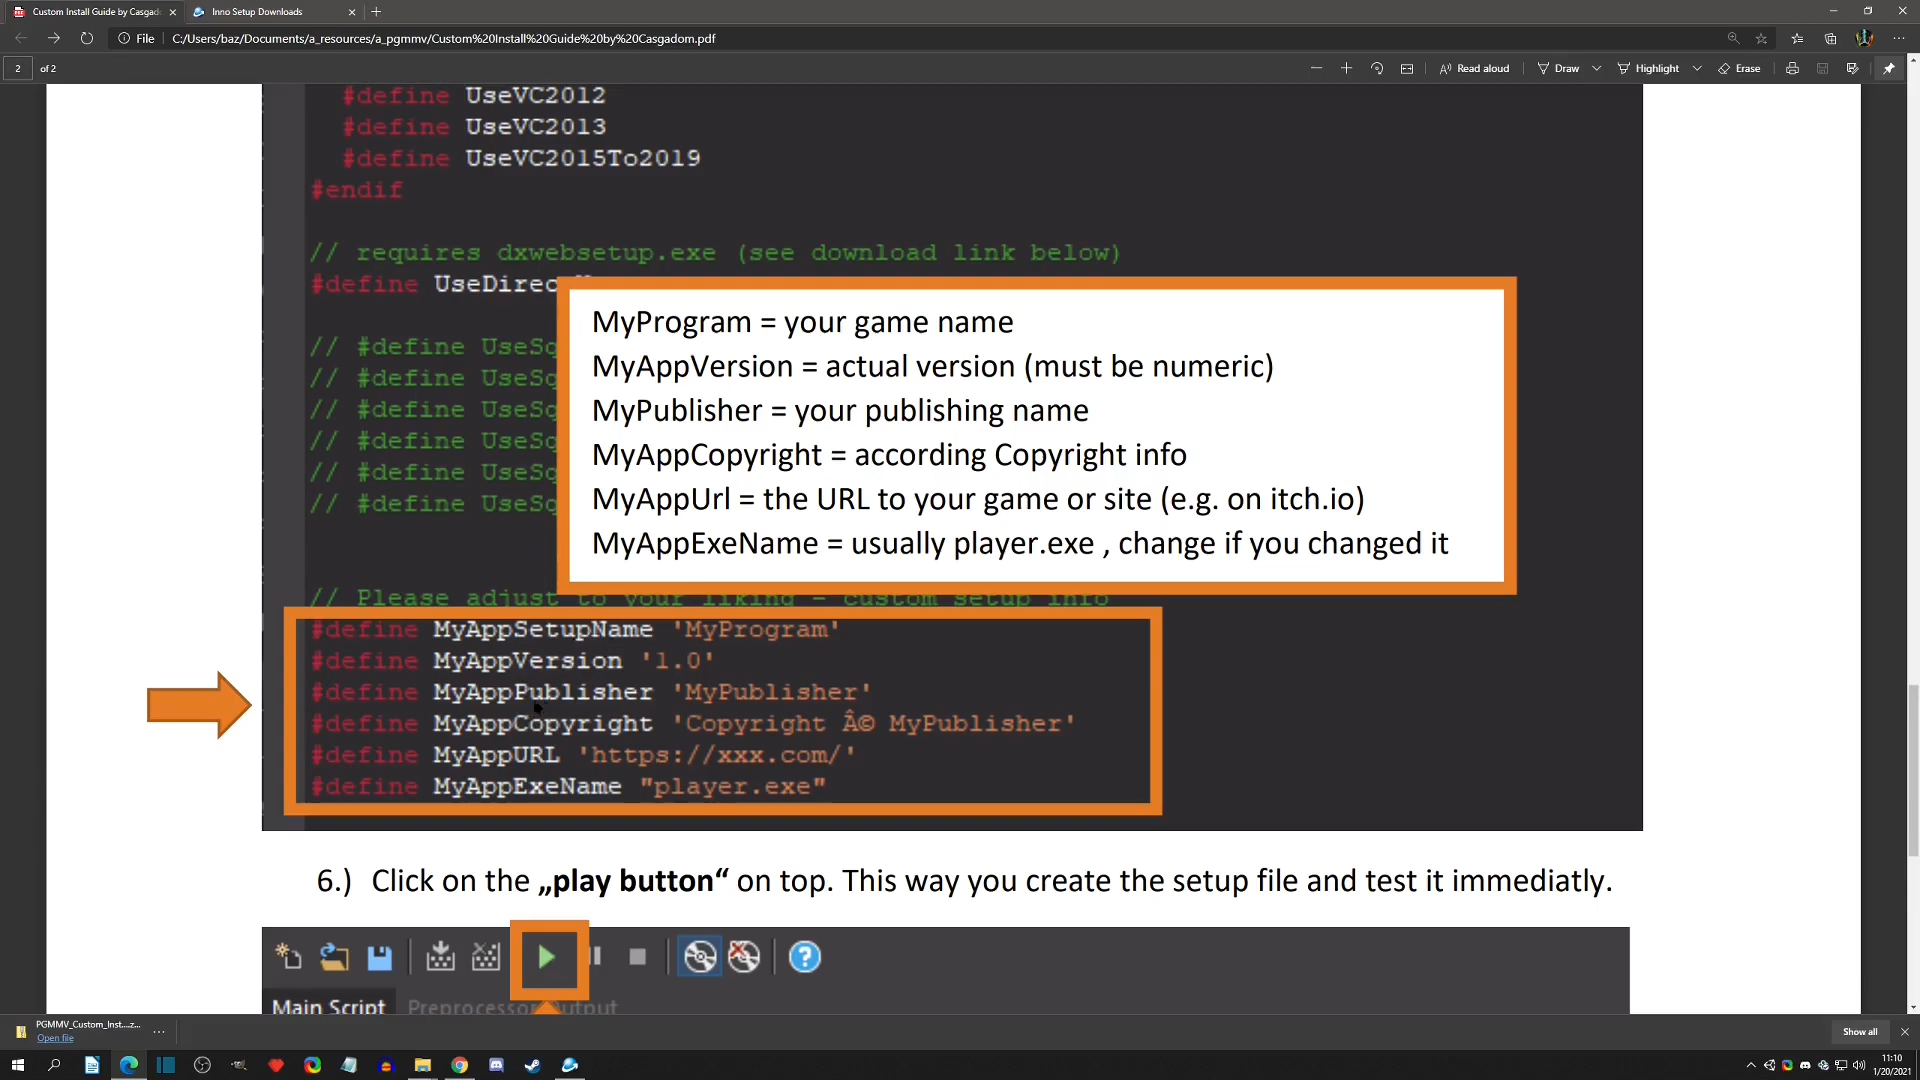 Custom Install Guide by Casgado
Inno Setup Downloads
File
C:/Users/baz/Documents/a_resources/a_pgmmv/Custom%20Install%20Guide%20by%20Casgadom.pdf
2 of 2
Read aloud
Draw
Highlight
Erase
#define UseVC2012
#define UseVC2013
#define UseVC2015To2019
#endif
// requires dxwebsetup.exe (see download link below)
#define UseDirec
// #define UseSq
// #define UseSq
// #define UseSq
// #define UseSq
// #define UseSq
// #define UseSq
MyProgram = your game name
MyAppVersion = actual version (must be numeric)
MyPublisher = your publishing name
MyAppCopyright = according Copyright info
MyAppUrl = the URL to your game or site (e.g. on itch.io)
MyAppExeName = usually player.exe , change if you changed it
// Please adjust to your liking - custom setup info
#define MyAppSetupName 'MyProgram'
#define MyAppVersion '1.0'
#define MyAppPublisher 'MyPublisher'
#define MyAppCopyright 'Copyright Â© MyPublisher'
#define MyAppURL 'https://xxx.com/'
#define MyAppExeName "player.exe"
6.) Click on the „play button“ on top. This way you create the setup file and test it immediatly.
Main Script
Preprocessor Output
PGMMV_Custom_Inst....z...
Open file
Show all
11:10
1/20/2021